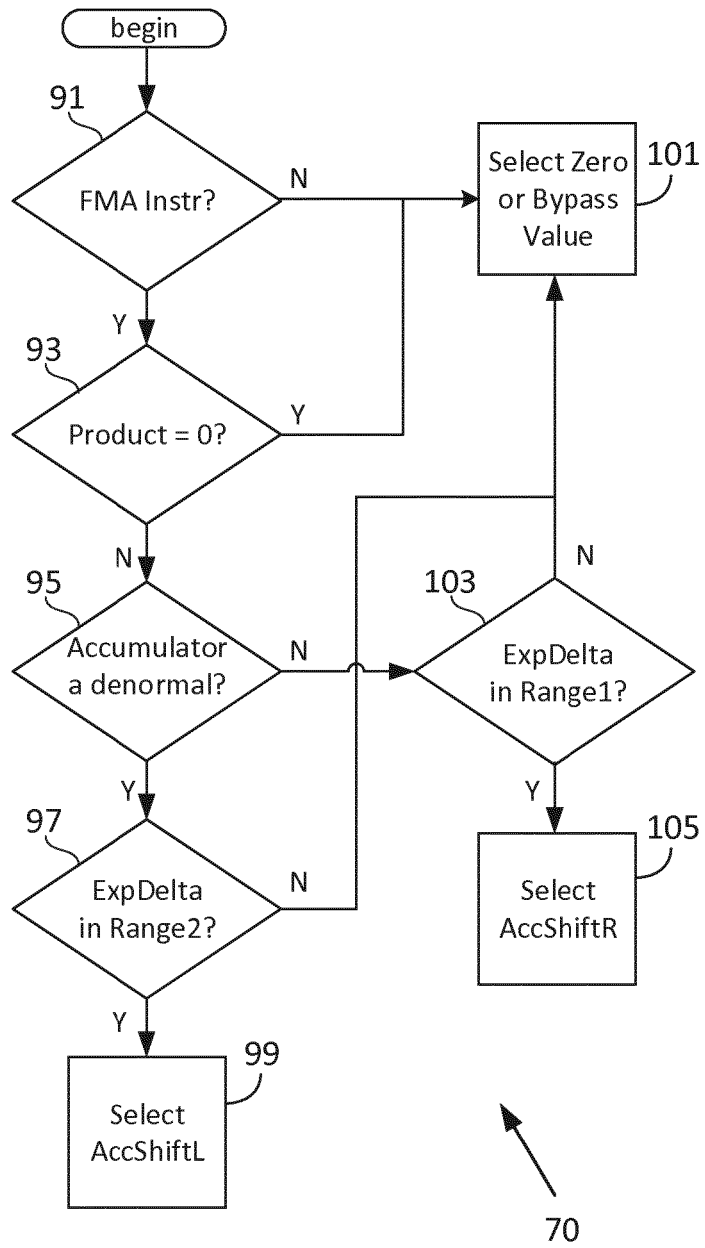 begin
91
FMA Instr?
N
Select Zero
or Bypass
Value
101
Y
93
Product = 0?
Y
N
95
Accumulator
a denormal?
N
103
N
ExpDelta
in Range1?
Y
97
ExpDelta
in Range2?
N
Y
105
Select
AccShiftR
Y
99
Select
AccShiftL
70